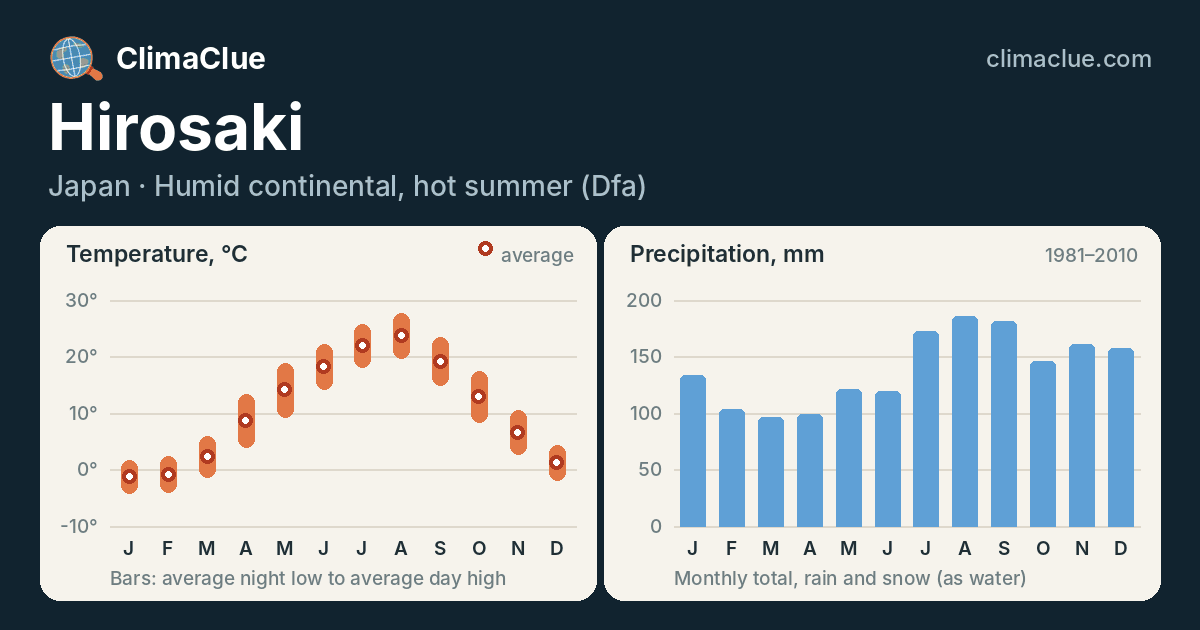 ClimaClue
climaclue.com
Hirosaki
Japan · Humid continental, hot summer (Dfa)
Temperature, °C
average
30°
20°
10°
0°
-10°
J F M A M J J A S O N D
Bars: average night low to average day high
Precipitation, mm
1981–2010
200
150
100
50
0
J F M A M J J A S O N D
Monthly total, rain and snow (as water)